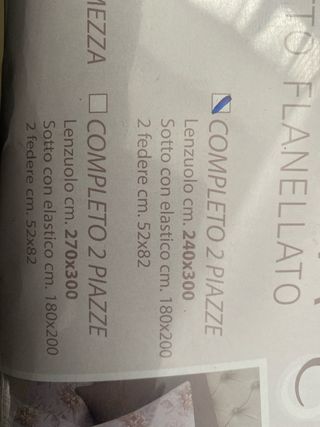 TTO FLANELLATO
COMPLETO 2 PIAZZE
Lenzuolo cm. 240x300
Sotto con elastico cm. 180x200
2 federe cm. 52x82
MEZZA
COMPLETO 2 PIAZZE
Lenzuolo cm. 270x300
Sotto con elastico cm. 180x200
2 federe cm. 52x82